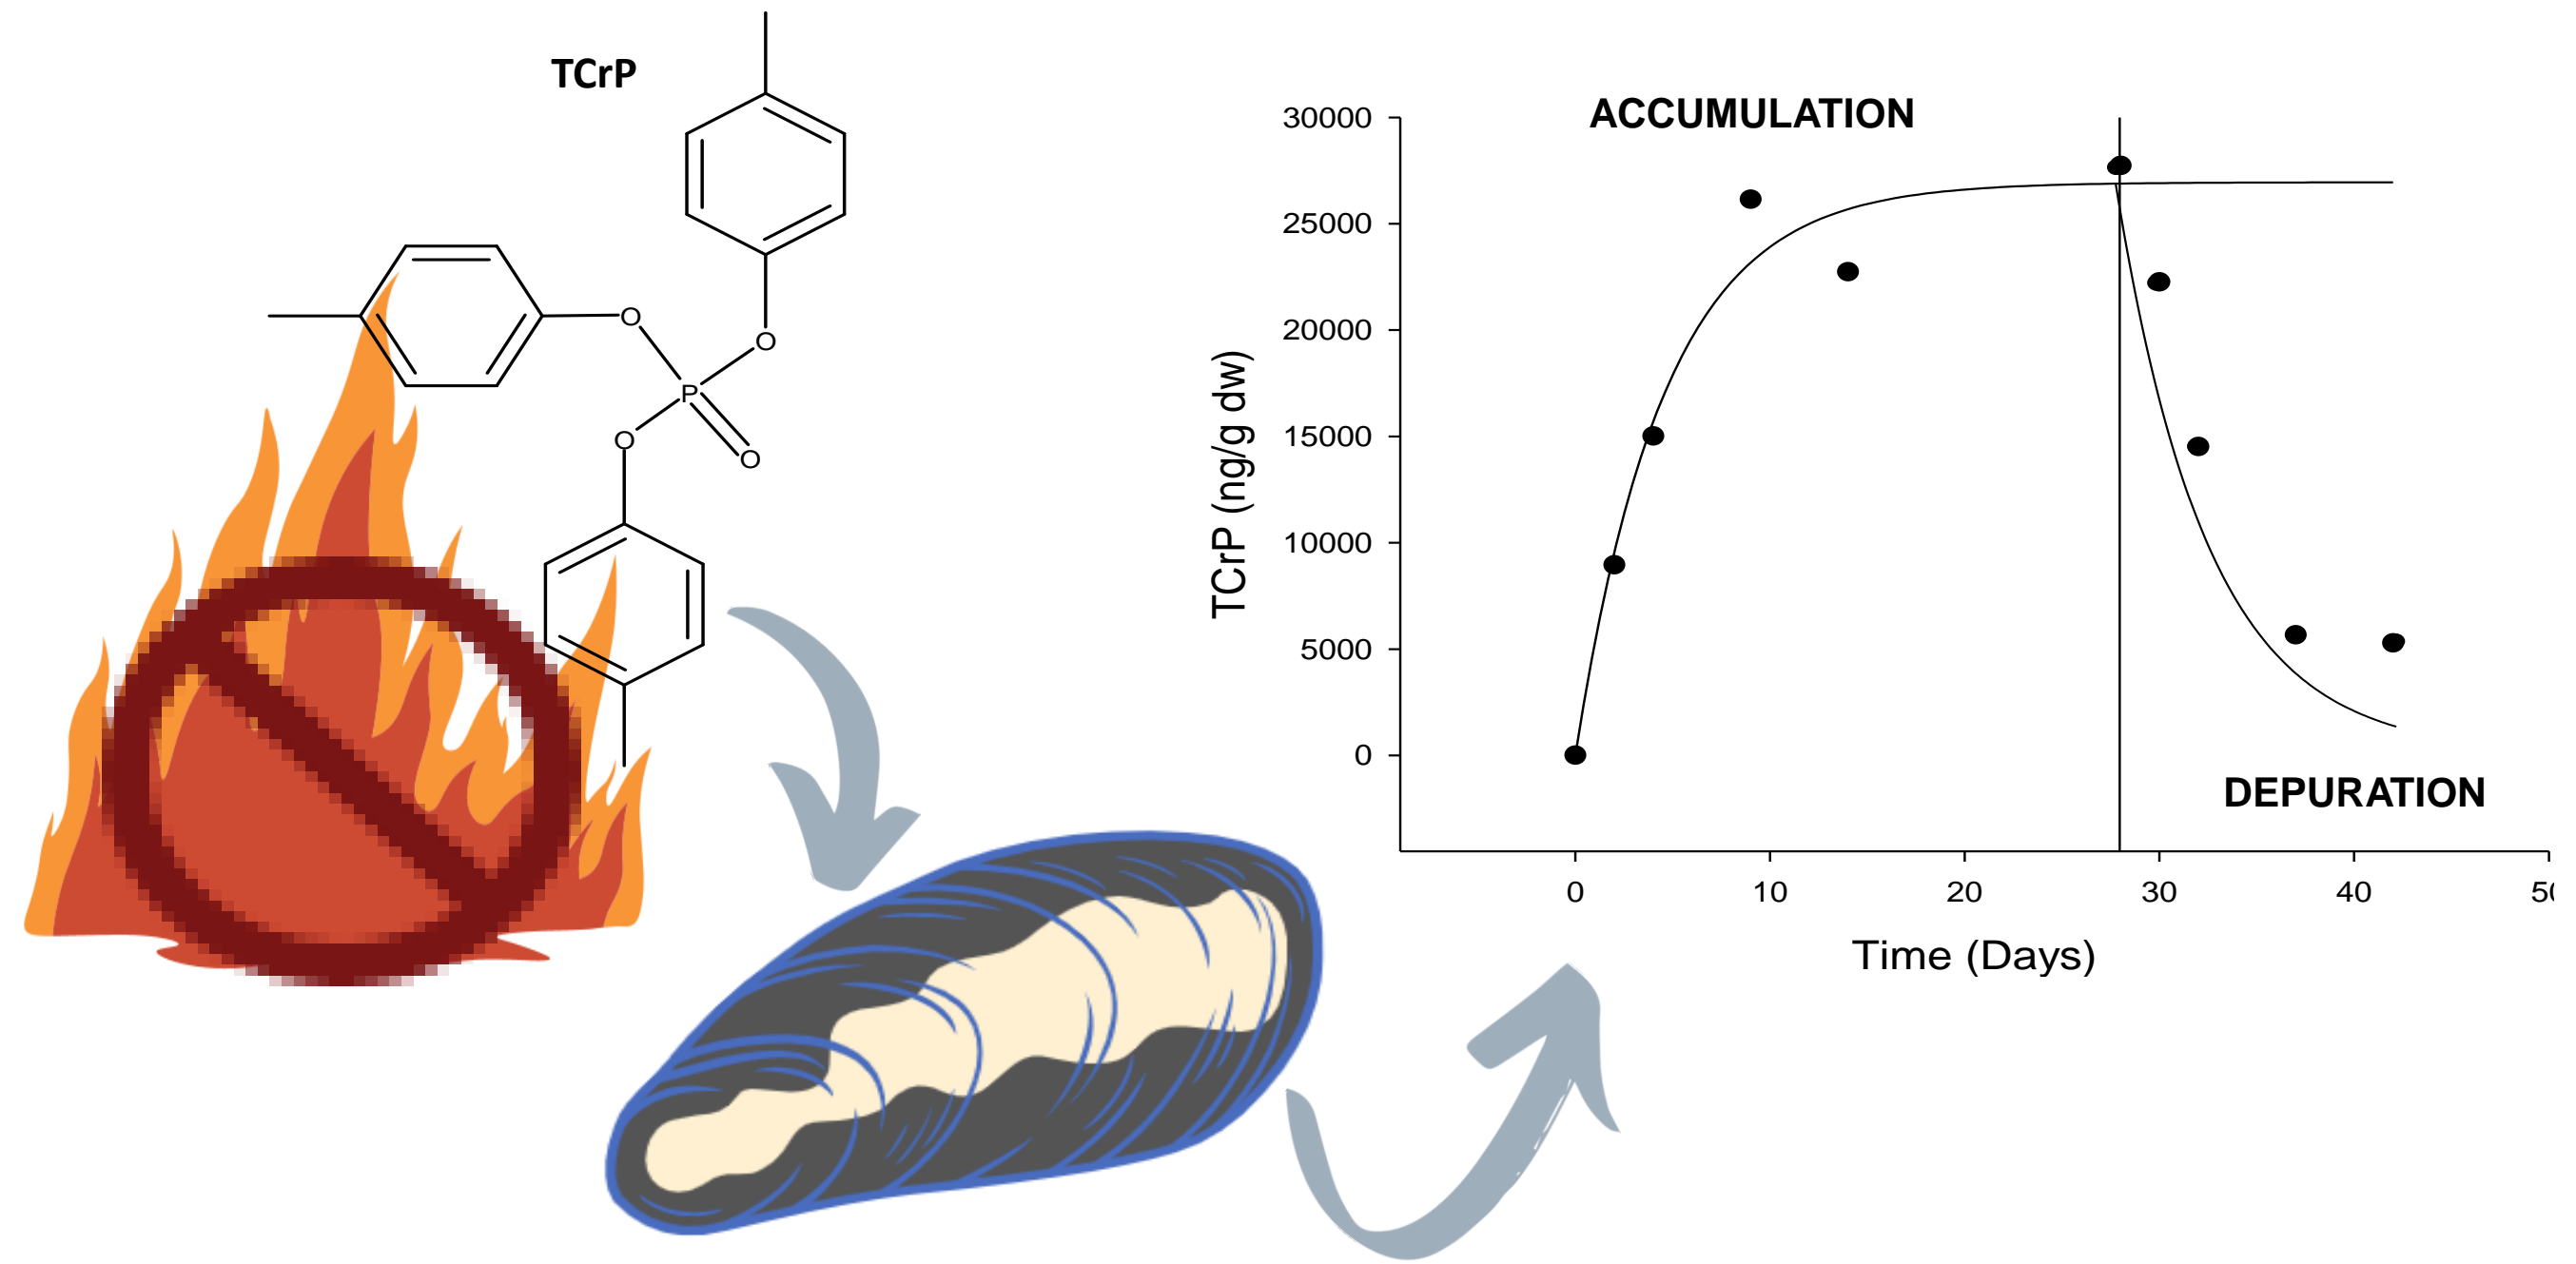 TCrP
O
O
P
O
O
ACCUMULATION
30000
25000
20000
15000
10000
5000
0
TCrP (ng/g dw)
DEPURATION
0 10 20 30 40
Time (Days)